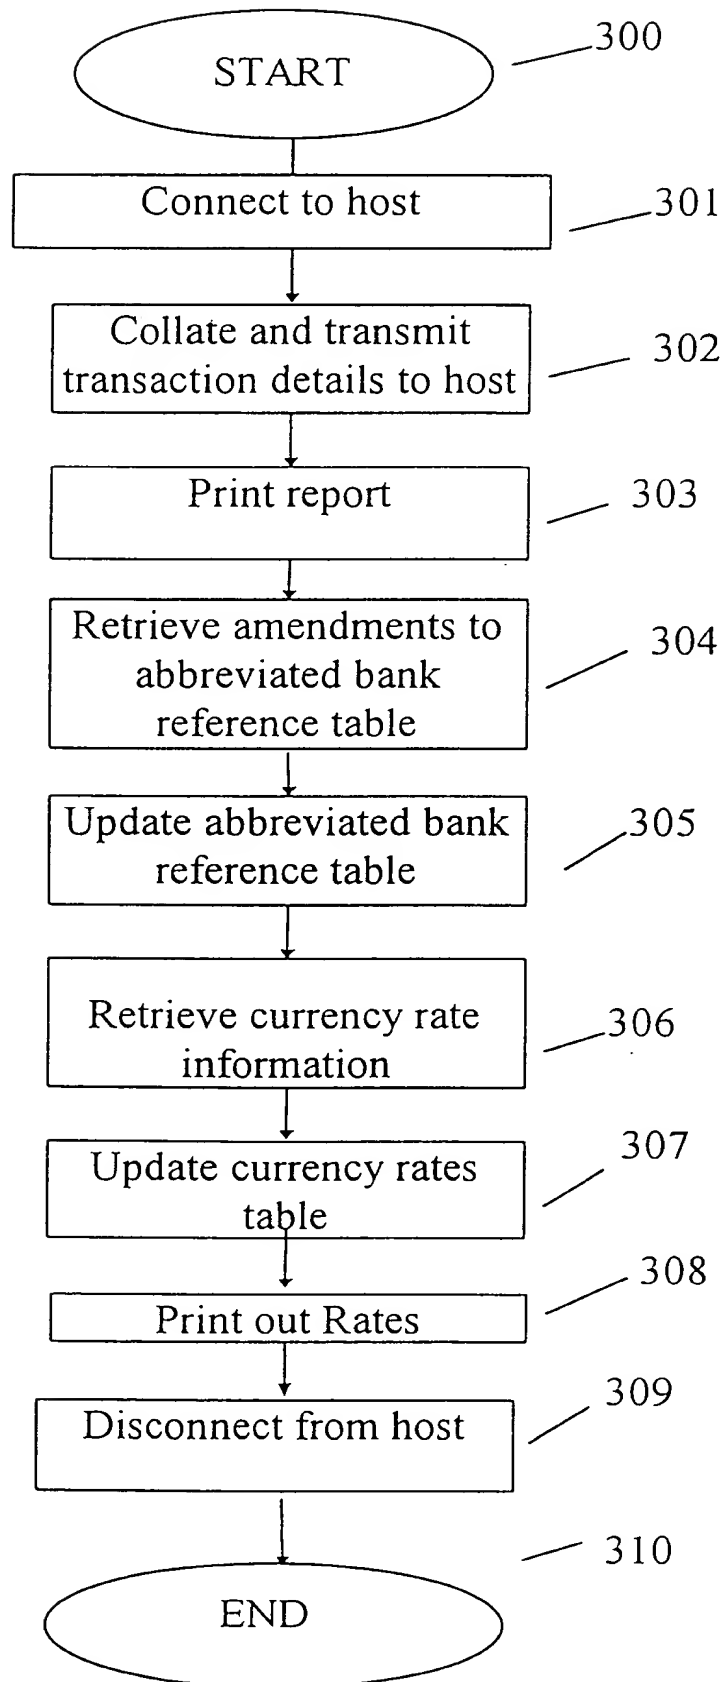 START
300
Connect to host
301
Collate and transmit
transaction details to host
302
Print report
303
Retrieve amendments to
abbreviated bank
reference table
304
Update abbreviated bank
reference table
305
Retrieve currency rate
information
306
Update currency rates
table
307
Print out Rates
308
Disconnect from host
309
END
310